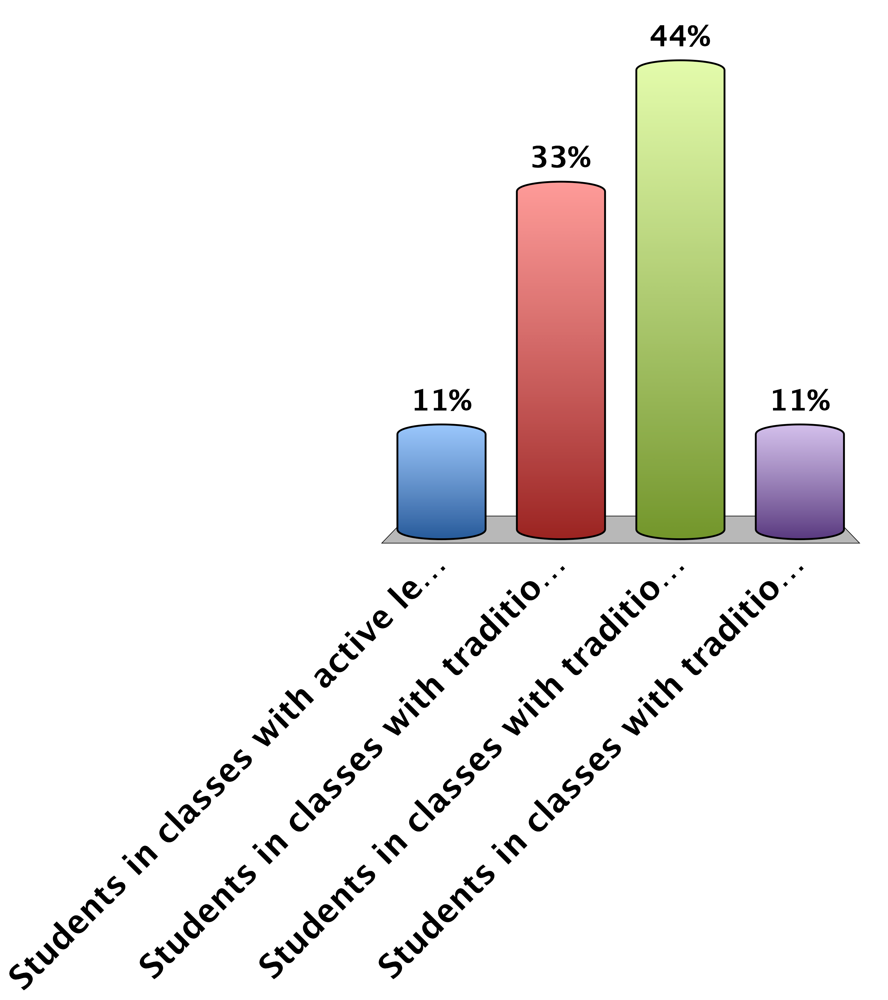 44%
33%
11%
11%
Students in classes with active le...
Students in classes with traditio...
Students in classes with traditio...
Students in classes with traditio...